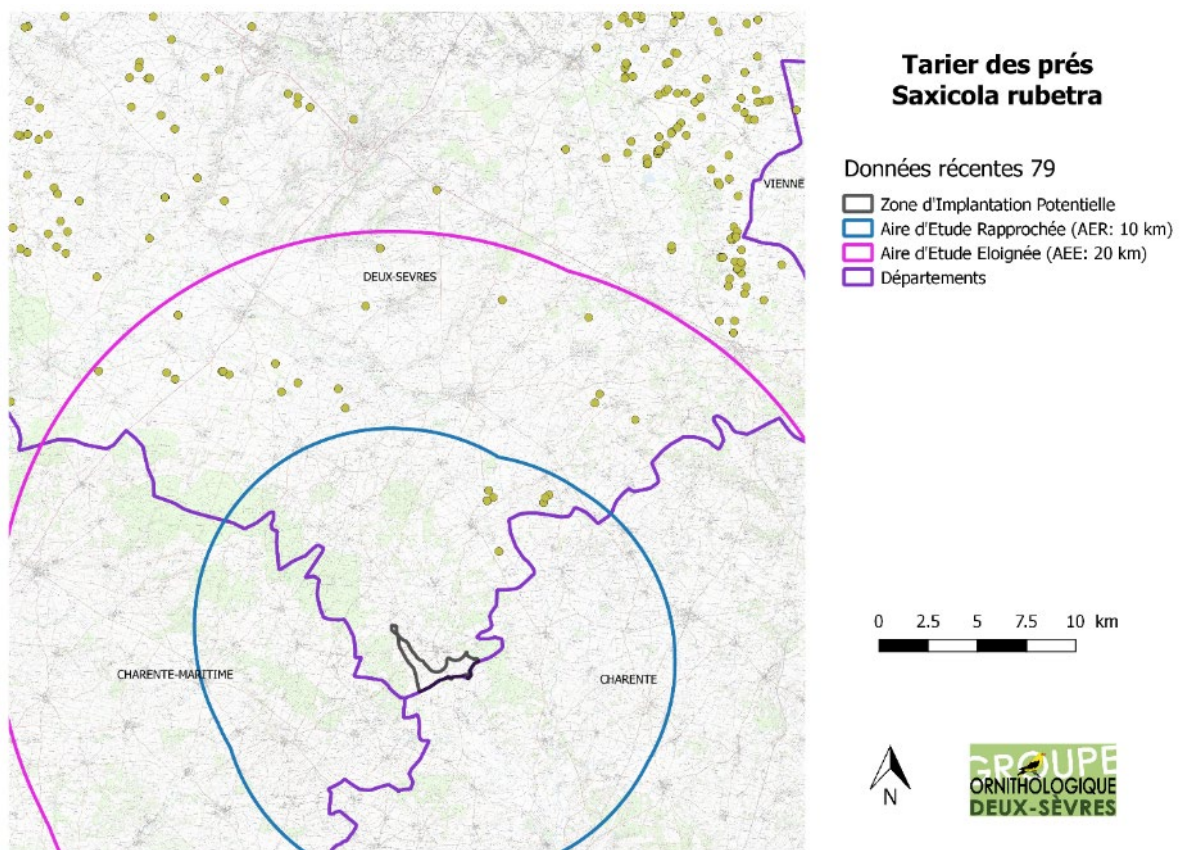 Tarier des prés
Saxicola rubetra
Données récentes 79
Zone d'Implantation Potentielle
Aire d'Etude Rapprochée (AER: 10 km)
Aire d'Etude Eloignée (AEE: 20 km)
Départements
VIENNE
DEUX-SEVRES
CHARENTE-MARITIME
CHARENTE
0 2.5 5 7.5 10 km
N
GROUPE
ORNITHOLOGIQUE
DEUX-SÈVRES